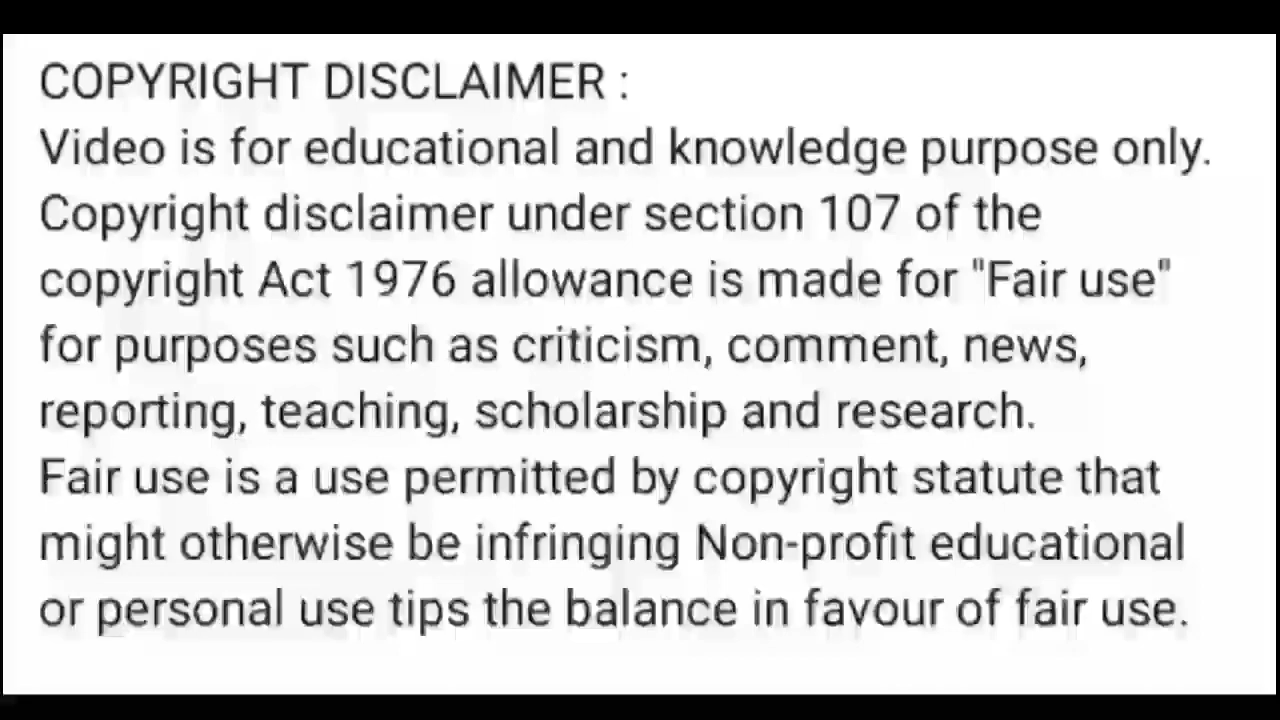 COPYRIGHT DISCLAIMER :
Video is for educational and knowledge purpose only.
Copyright disclaimer under section 107 of the
copyright Act 1976 allowance is made for "Fair use"
for purposes such as criticism, comment, news,
reporting, teaching, scholarship and research.
Fair use is a use permitted by copyright statute that
might otherwise be infringing Non-profit educational
or personal use tips the balance in favour of fair use.